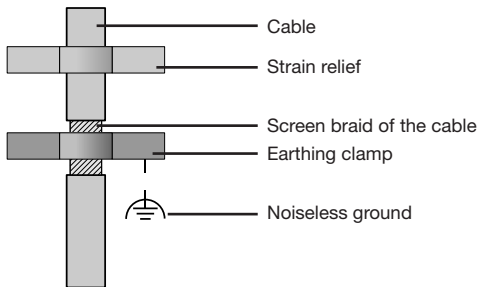 Cable
Strain relief
Screen braid of the cable
Earthing clamp
Noiseless ground